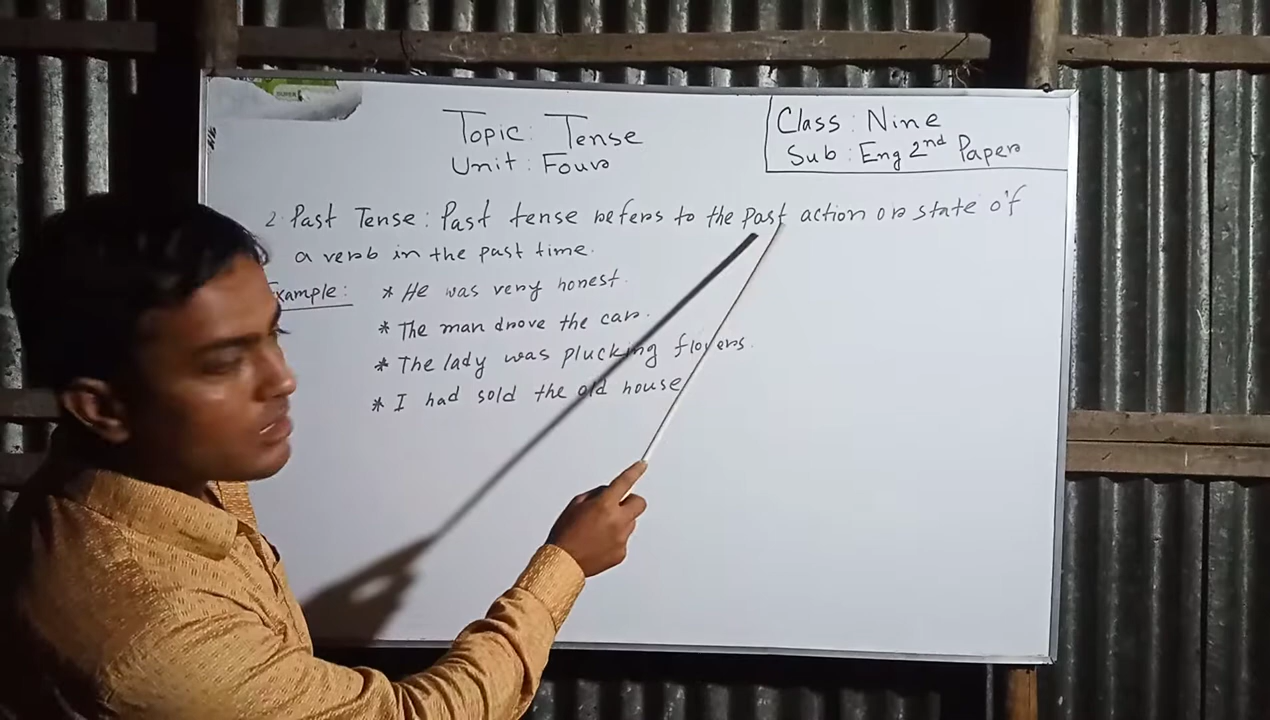 Topic: Tense
Unit: Four
Class: Nine
Sub: Eng 2nd Paper
2. Past Tense: Past tense refers to the past action or state of
a verb in the past time.
Example: * He was very honest.
* The man drove the car.
* The lady was plucking flowers.
* I had sold the old house.